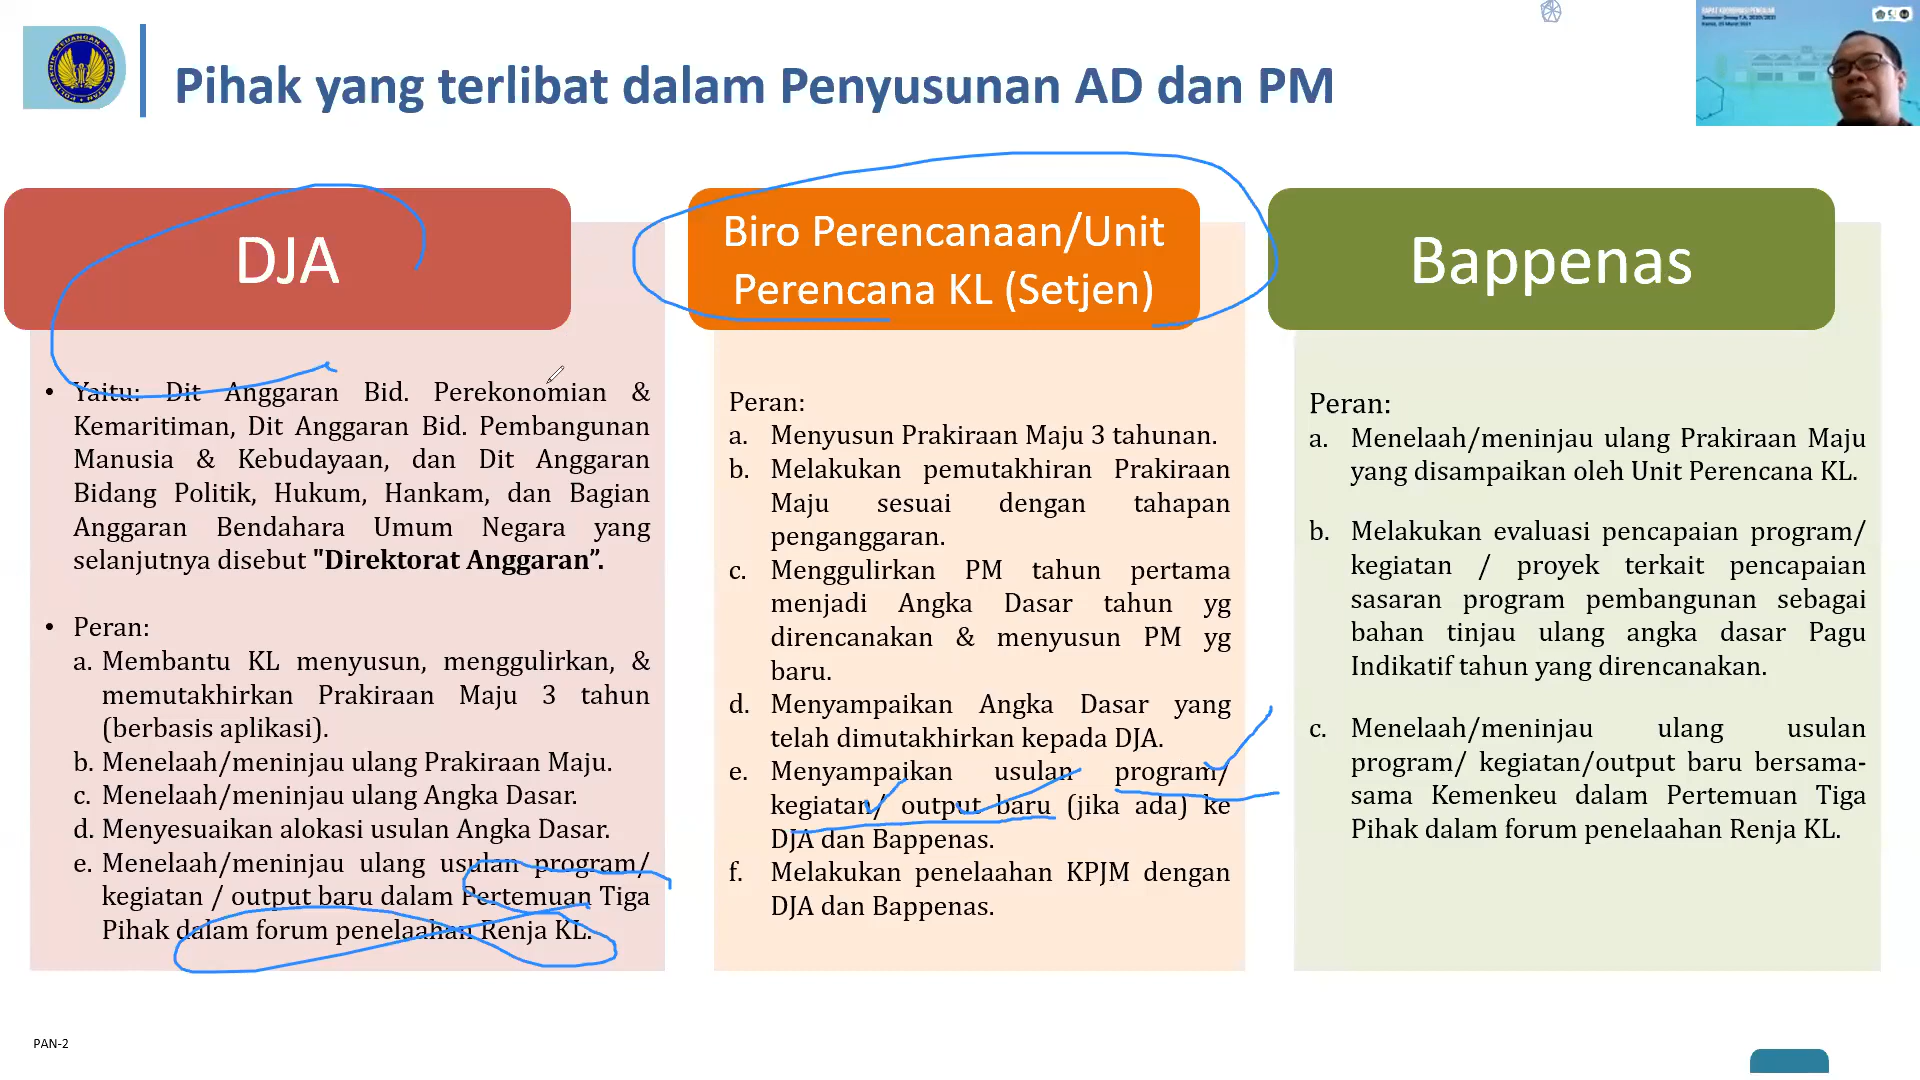 Pihak yang terlibat dalam Penyusunan AD dan PM
DJA
• Yaitu: Dit Anggaran Bid. Perekonomian &
Kemaritiman, Dit Anggaran Bid. Pembangunan
Manusia & Kebudayaan, dan Dit Anggaran
Bidang Politik, Hukum, Hankam, dan Bagian
Anggaran Bendahara Umum Negara yang
selanjutnya disebut "Direktorat Anggaran”.
• Peran:
a. Membantu KL menyusun, menggulirkan, &
memutakhirkan Prakiraan Maju 3 tahun
(berbasis aplikasi).
b. Menelaah/meninjau ulang Prakiraan Maju.
c. Menelaah/meninjau ulang Angka Dasar.
d. Menyesuaikan alokasi usulan Angka Dasar.
e. Menelaah/meninjau ulang usulan program/
kegiatan / output baru dalam Pertemuan Tiga
Pihak dalam forum penelaahan Renja KL.
Biro Perencanaan/Unit
Perencana KL (Setjen)
Peran:
a. Menyusun Prakiraan Maju 3 tahunan.
b. Melakukan pemutakhiran Prakiraan
Maju sesuai dengan tahapan
penganggaran.
c. Menggulirkan PM tahun pertama
menjadi Angka Dasar tahun yg
direncanakan & menyusun PM yg
baru.
d. Menyampaikan Angka Dasar yang
telah dimutakhirkan kepada DJA.
e. Menyampaikan usulan program/
kegiatan/ output baru (jika ada) ke
DJA dan Bappenas.
f. Melakukan penelaahan KPJM dengan
DJA dan Bappenas.
Bappenas
Peran:
a. Menelaah/meninjau ulang Prakiraan Maju
yang disampaikan oleh Unit Perencana KL.
b. Melakukan evaluasi pencapaian program/
kegiatan / proyek terkait pencapaian
sasaran program pembangunan sebagai
bahan tinjau ulang angka dasar Pagu
Indikatif tahun yang direncanakan.
c. Menelaah/meninjau ulang usulan
program/ kegiatan/output baru bersama-
sama Kemenkeu dalam Pertemuan Tiga
Pihak dalam forum penelaahan Renja KL.
PAN-2